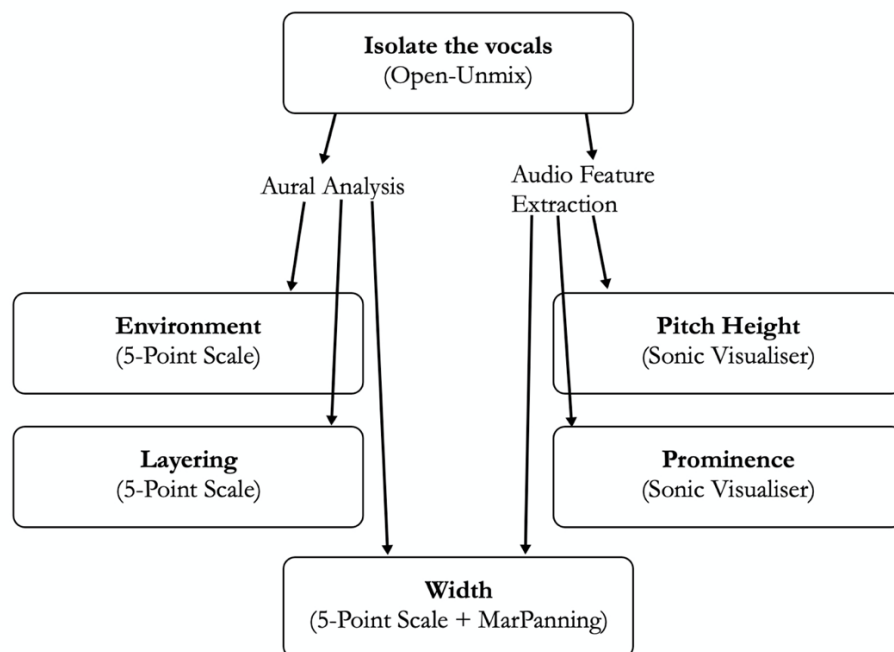 Isolate the vocals
(Open-Unmix)
Aural Analysis
Audio Feature
Extraction
Environment
(5-Point Scale)
Pitch Height
(Sonic Visualiser)
Layering
(5-Point Scale)
Prominence
(Sonic Visualiser)
Width
(5-Point Scale + MarPanning)